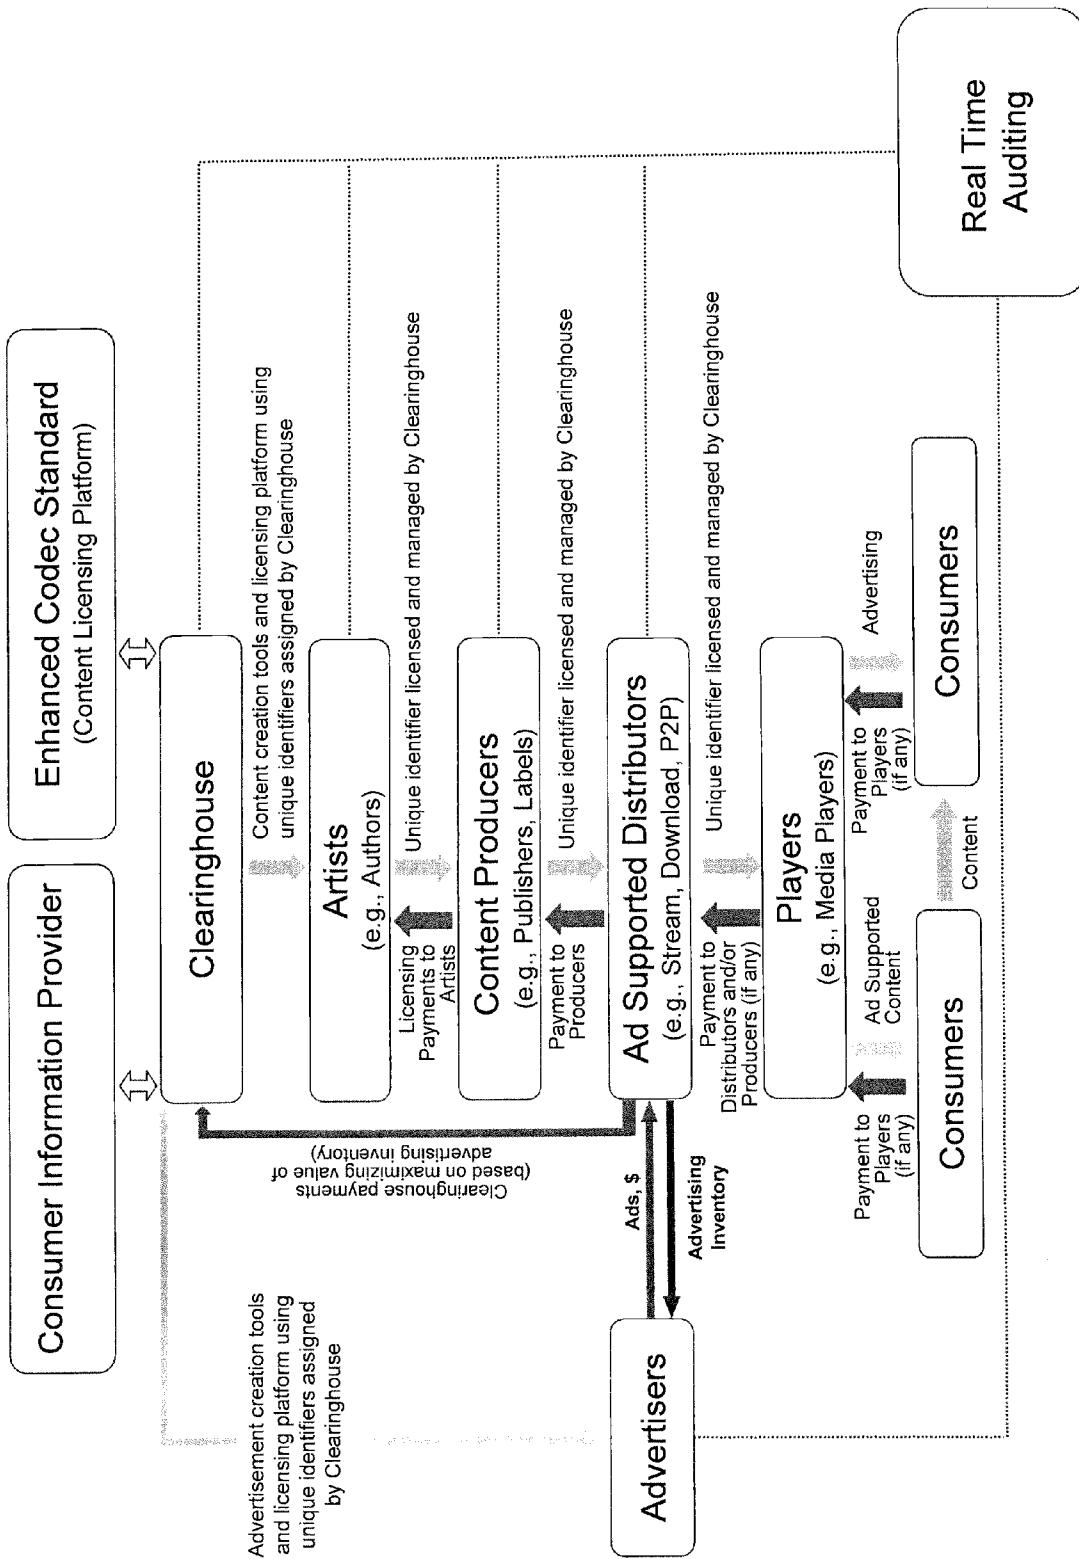 Consumer Information Provider
Enhanced Codec Standard
(Content Licensing Platform)
Clearinghouse
Advertisement creation tools
and licensing platform using
unique identifiers assigned
by Clearinghouse
Clearinghouse payments
(based on maximizing value of
advertising inventory)
Content creation tools and licensing platform using
unique identifiers assigned by Clearinghouse
Artists
(e.g., Authors)
Licensing
Payments to
Artists
Unique identifier licensed and managed by Clearinghouse
Content Producers
(e.g., Publishers, Labels)
Payment to
Producers
Unique identifier licensed and managed by Clearinghouse
Advertisers
Ads, $
Advertising
Inventory
Ad Supported Distributors
(e.g., Stream, Download, P2P)
Payment to
Distributors and/or
Producers (if any)
Unique identifier licensed and managed by Clearinghouse
Players
(e.g., Media Players)
Payment to
Players
(if any)
Ad Supported
Content
Payment to
Players
(if any)
Advertising
Consumers
Content
Consumers
Real Time
Auditing